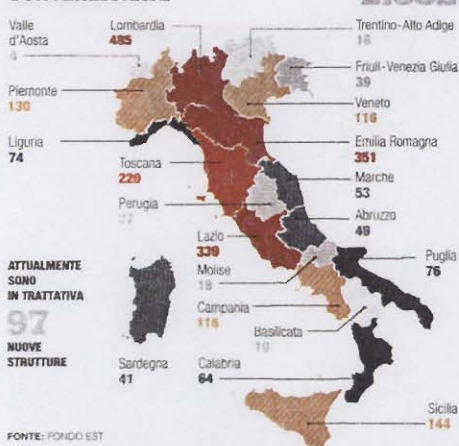 Valle
d'Aosta
4
Lombardia
485
Trentino-Alto Adige
16
Friuli-Venezia Giulia
39
Piemonte
130
Veneto
116
Liguria
74
Emilia Romagna
351
Toscana
220
Marche
53
Perugia
Abruzzo
49
Lazio
339
Puglia
76
Molise
18
ATTUALMENTE
SONO
IN TRATTATIVA
97
NUOVE
STRUTTURE
Campania
116
Basilicata
10
Sardegna
41
Calabria
64
Sicilia
144
FONTE: FONDO EST